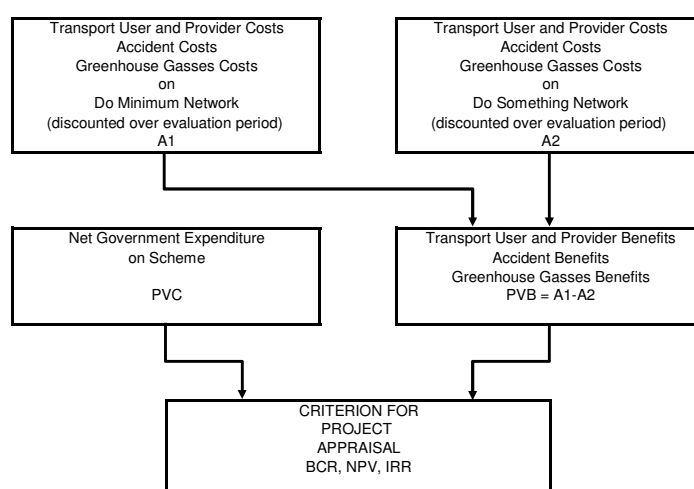 Transport User and Provider Costs
Accident Costs
Greenhouse Gasses Costs
on
Do Minimum Network
(discounted over evaluation period)
A1
Transport User and Provider Costs
Accident Costs
Greenhouse Gasses Costs
on
Do Something Network
(discounted over evaluation period)
A2
Net Government Expenditure
on Scheme
PVC
Transport User and Provider Benefits
Accident Benefits
Greenhouse Gasses Benefits
PVB = A1-A2
CRITERION FOR
PROJECT
APPRAISAL
BCR, NPV, IRR